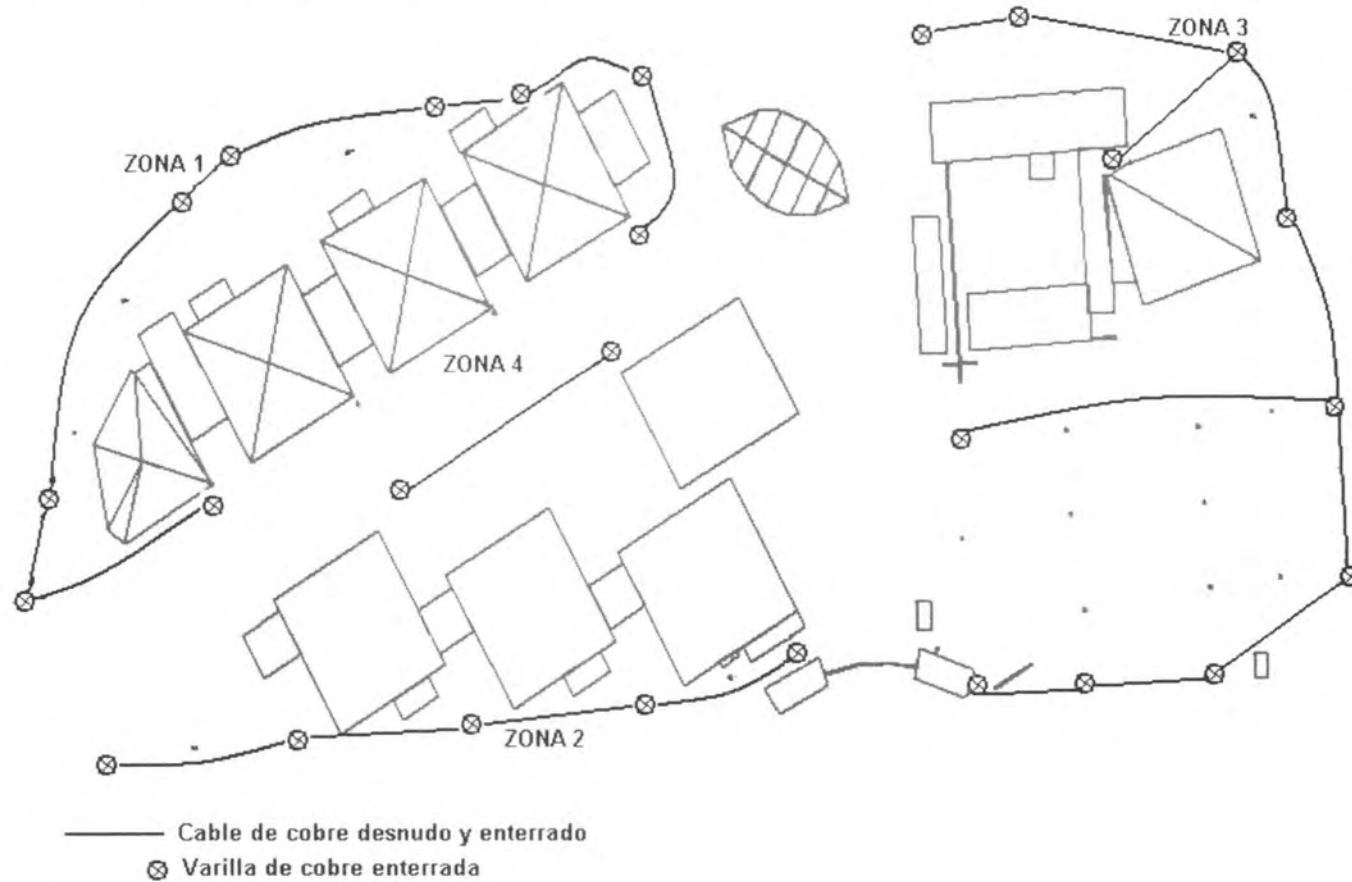 ZONA 3
ZONA 1
ZONA 4
ZONA 2
Cable de cobre desnudo y enterrado
Varilla de cobre enterrada